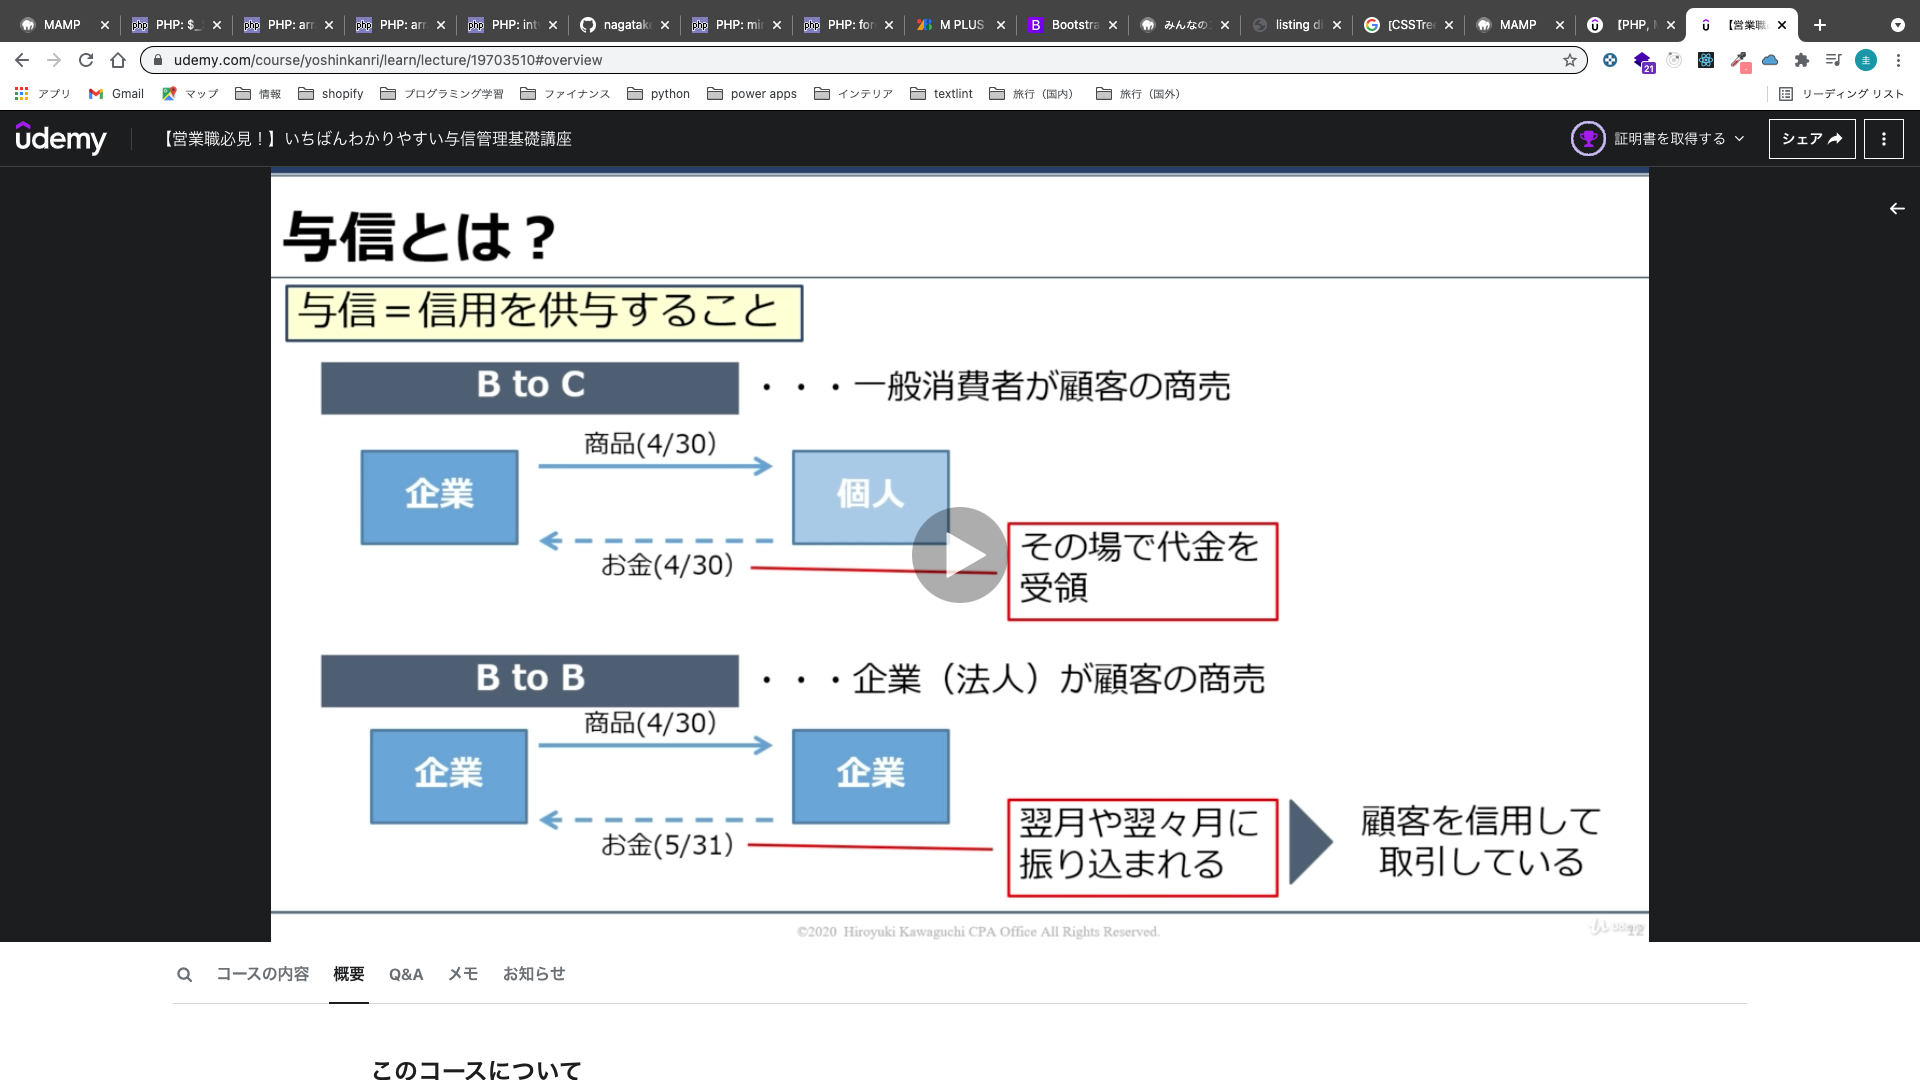 MAMP
PHP: $_
PHP: arr
PHP: arr
PHP: int
nagatak
PHP: mi
PHP: for
M PLUS
Bootstra
みんなの
listing di
[CSSTre
MAMP
【PHP,
【営業職
udemy.com/course/yoshinkanri/learn/lecture/19703510#overview
21
圭
アプリ
Gmail
マップ
情報
shopify
プログラミング学習
ファイナンス
python
power apps
インテリア
textlint
旅行（国内）
旅行（国外）
リーディング リスト
udemy
【営業職必見！】いちばんわかりやすい与信管理基礎講座
証明書を取得する
シェア
与信とは？
与信＝信用を供与すること
B to C
・・・一般消費者が顧客の商売
商品(4/30）
企業
個人
お金(4/30）
その場で代金を
受領
B to B
・・・企業（法人）が顧客の商売
商品(4/30）
企業
企業
お金(5/31）
翌月や翌々月に
振り込まれる
顧客を信用して
取引している
©2020 Hiroyuki Kawaguchi CPA Office All Rights Reserved.
12
コースの内容
概要
Q&A
メモ
お知らせ
このコースについて